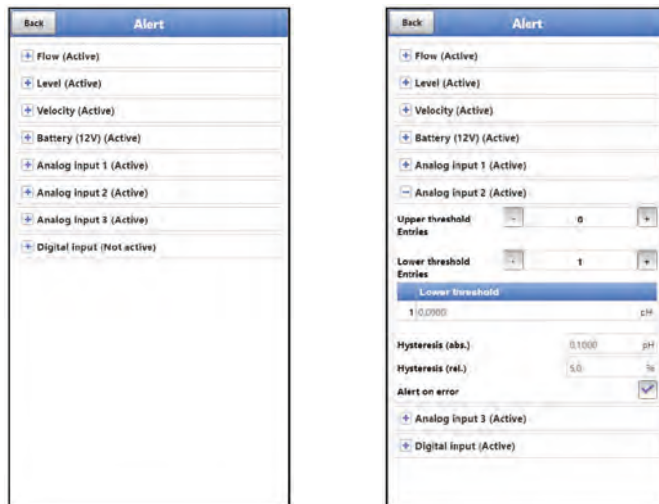 Back Alert
+ Flow (Active)
+ Level (Active)
+ Velocity (Active)
+ Battery (12V) (Active)
+ Analog input 1 (Active)
+ Analog input 2 (Active)
+ Analog input 3 (Active)
+ Digital input (Not active)
Back Alert
+ Flow (Active)
+ Level (Active)
+ Velocity (Active)
+ Battery (12V) (Active)
+ Analog input 1 (Active)
− Analog input 2 (Active)
Upper threshold Entries - 0 +
Lower threshold Entries - 1 +
Lower threshold
1 0,0000 pH
Hysteresis (abs.) 0,1000 pH
Hysteresis (rel.) 5,0 %
Alert on error
+ Analog input 3 (Active)
+ Digital input (Active)